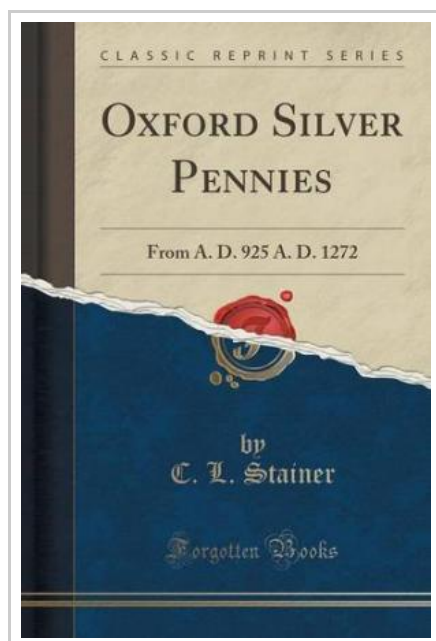 CLASSIC REPRINT SERIES
OXFORD SILVER
PENNIES
From A. D. 925 A. D. 1272
F
by
C. L. Stainer
Forgotten Books